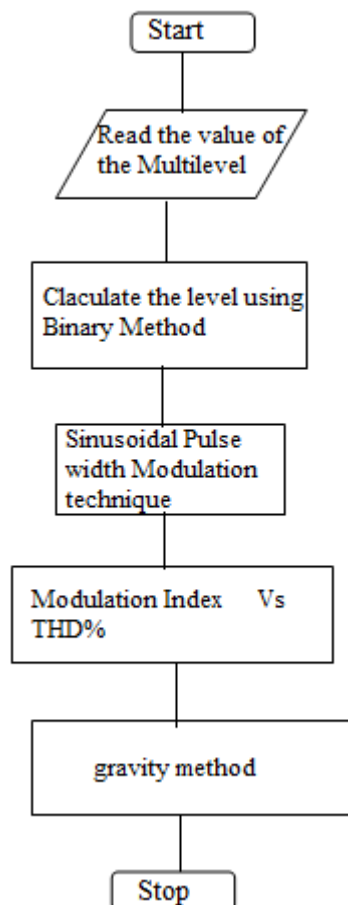 Start
Read the value of
the Multilevel
Claculate the level using
Binary Method
Sinusoidal Pulse
width Modulation
technique
Modulation Index Vs
THD%
gravity method
Stop